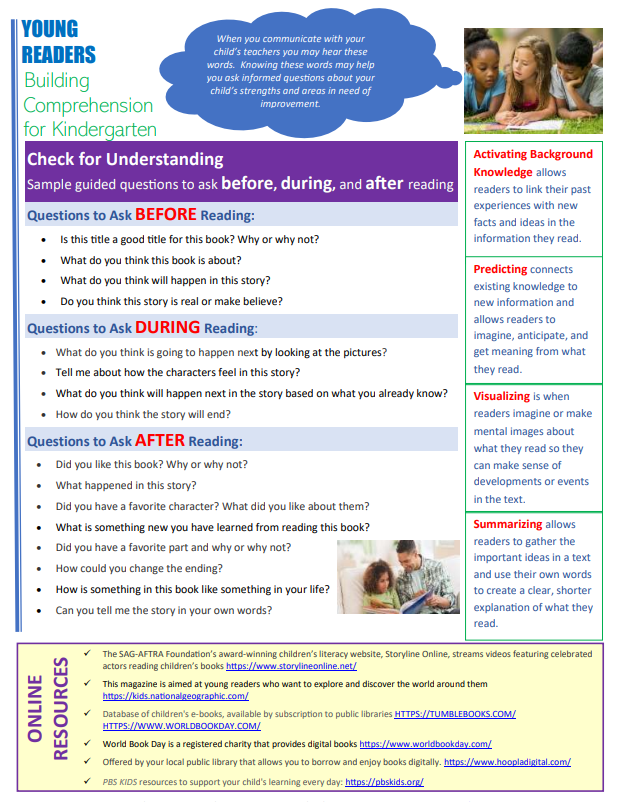 YOUNG
READERS
Building
Comprehension
for Kindergarten
When you communicate with your
child's teachers you may hear these
words. Knowing these words may help
you ask informed questions about your
child's strengths and areas in need of
improvement.
Check for Understanding
Sample guided questions to ask before, during, and after reading
Questions to Ask BEFORE Reading:
• Is this title a good title for this book? Why or why not?
• What do you think this book is about?
• What do you think will happen in this story?
• Do you think this story is real or make believe?
Questions to Ask DURING Reading:
• What do you think is going to happen next by looking at the pictures?
• Tell me about how the characters feel in this story?
• What do you think will happen next in the story based on what you already know?
• How do you think the story will end?
Questions to Ask AFTER Reading:
• Did you like this book? Why or why not?
• What happened in this story?
• Did you have a favorite character? What did you like about them?
• What is something new you have learned from reading this book?
• Did you have a favorite part and why or why not?
• How could you change the ending?
• How is something in this book like something in your life?
• Can you tell me the story in your own words?
Activating Background
Knowledge allows
readers to link their past
experiences with new
facts and ideas in the
information they read.
Predicting connects
existing knowledge to
new information and
allows readers to
imagine, anticipate, and
get meaning from what
they read.
Visualizing is when
readers imagine or make
mental images about
what they read so they
can make sense of
developments or events
in the text.
Summarizing allows
readers to gather the
important ideas in a text
and use their own words
to create a clear, shorter
explanation of what they
read.
ONLINE
RESOURCES
✓ The SAG-AFTRA Foundation's award-winning children's literacy website, Storyline Online, streams videos featuring celebrated
actors reading children's books https://www.storylineonline.net/
✓ This magazine is aimed at young readers who want to explore and discover the world around them
https://kids.nationalgeographic.com/
✓ Database of children's e-books, available by subscription to public libraries HTTPS://TUMBLEBOOKS.COM/
HTTPS://WWW.WORLDBOOKDAY.COM/
✓ World Book Day is a registered charity that provides digital books https://www.worldbookday.com/
✓ Offered by your local public library that allows you to borrow and enjoy books digitally. https://www.hoopladigital.com/
✓ PBS KIDS resources to support your child's learning every day: https://pbskids.org/